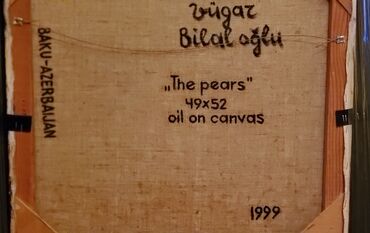 vügar
Bilal oğlu
BAKU-AZERBAIJAN
„The pears"
49x52
oil on canvas
1999